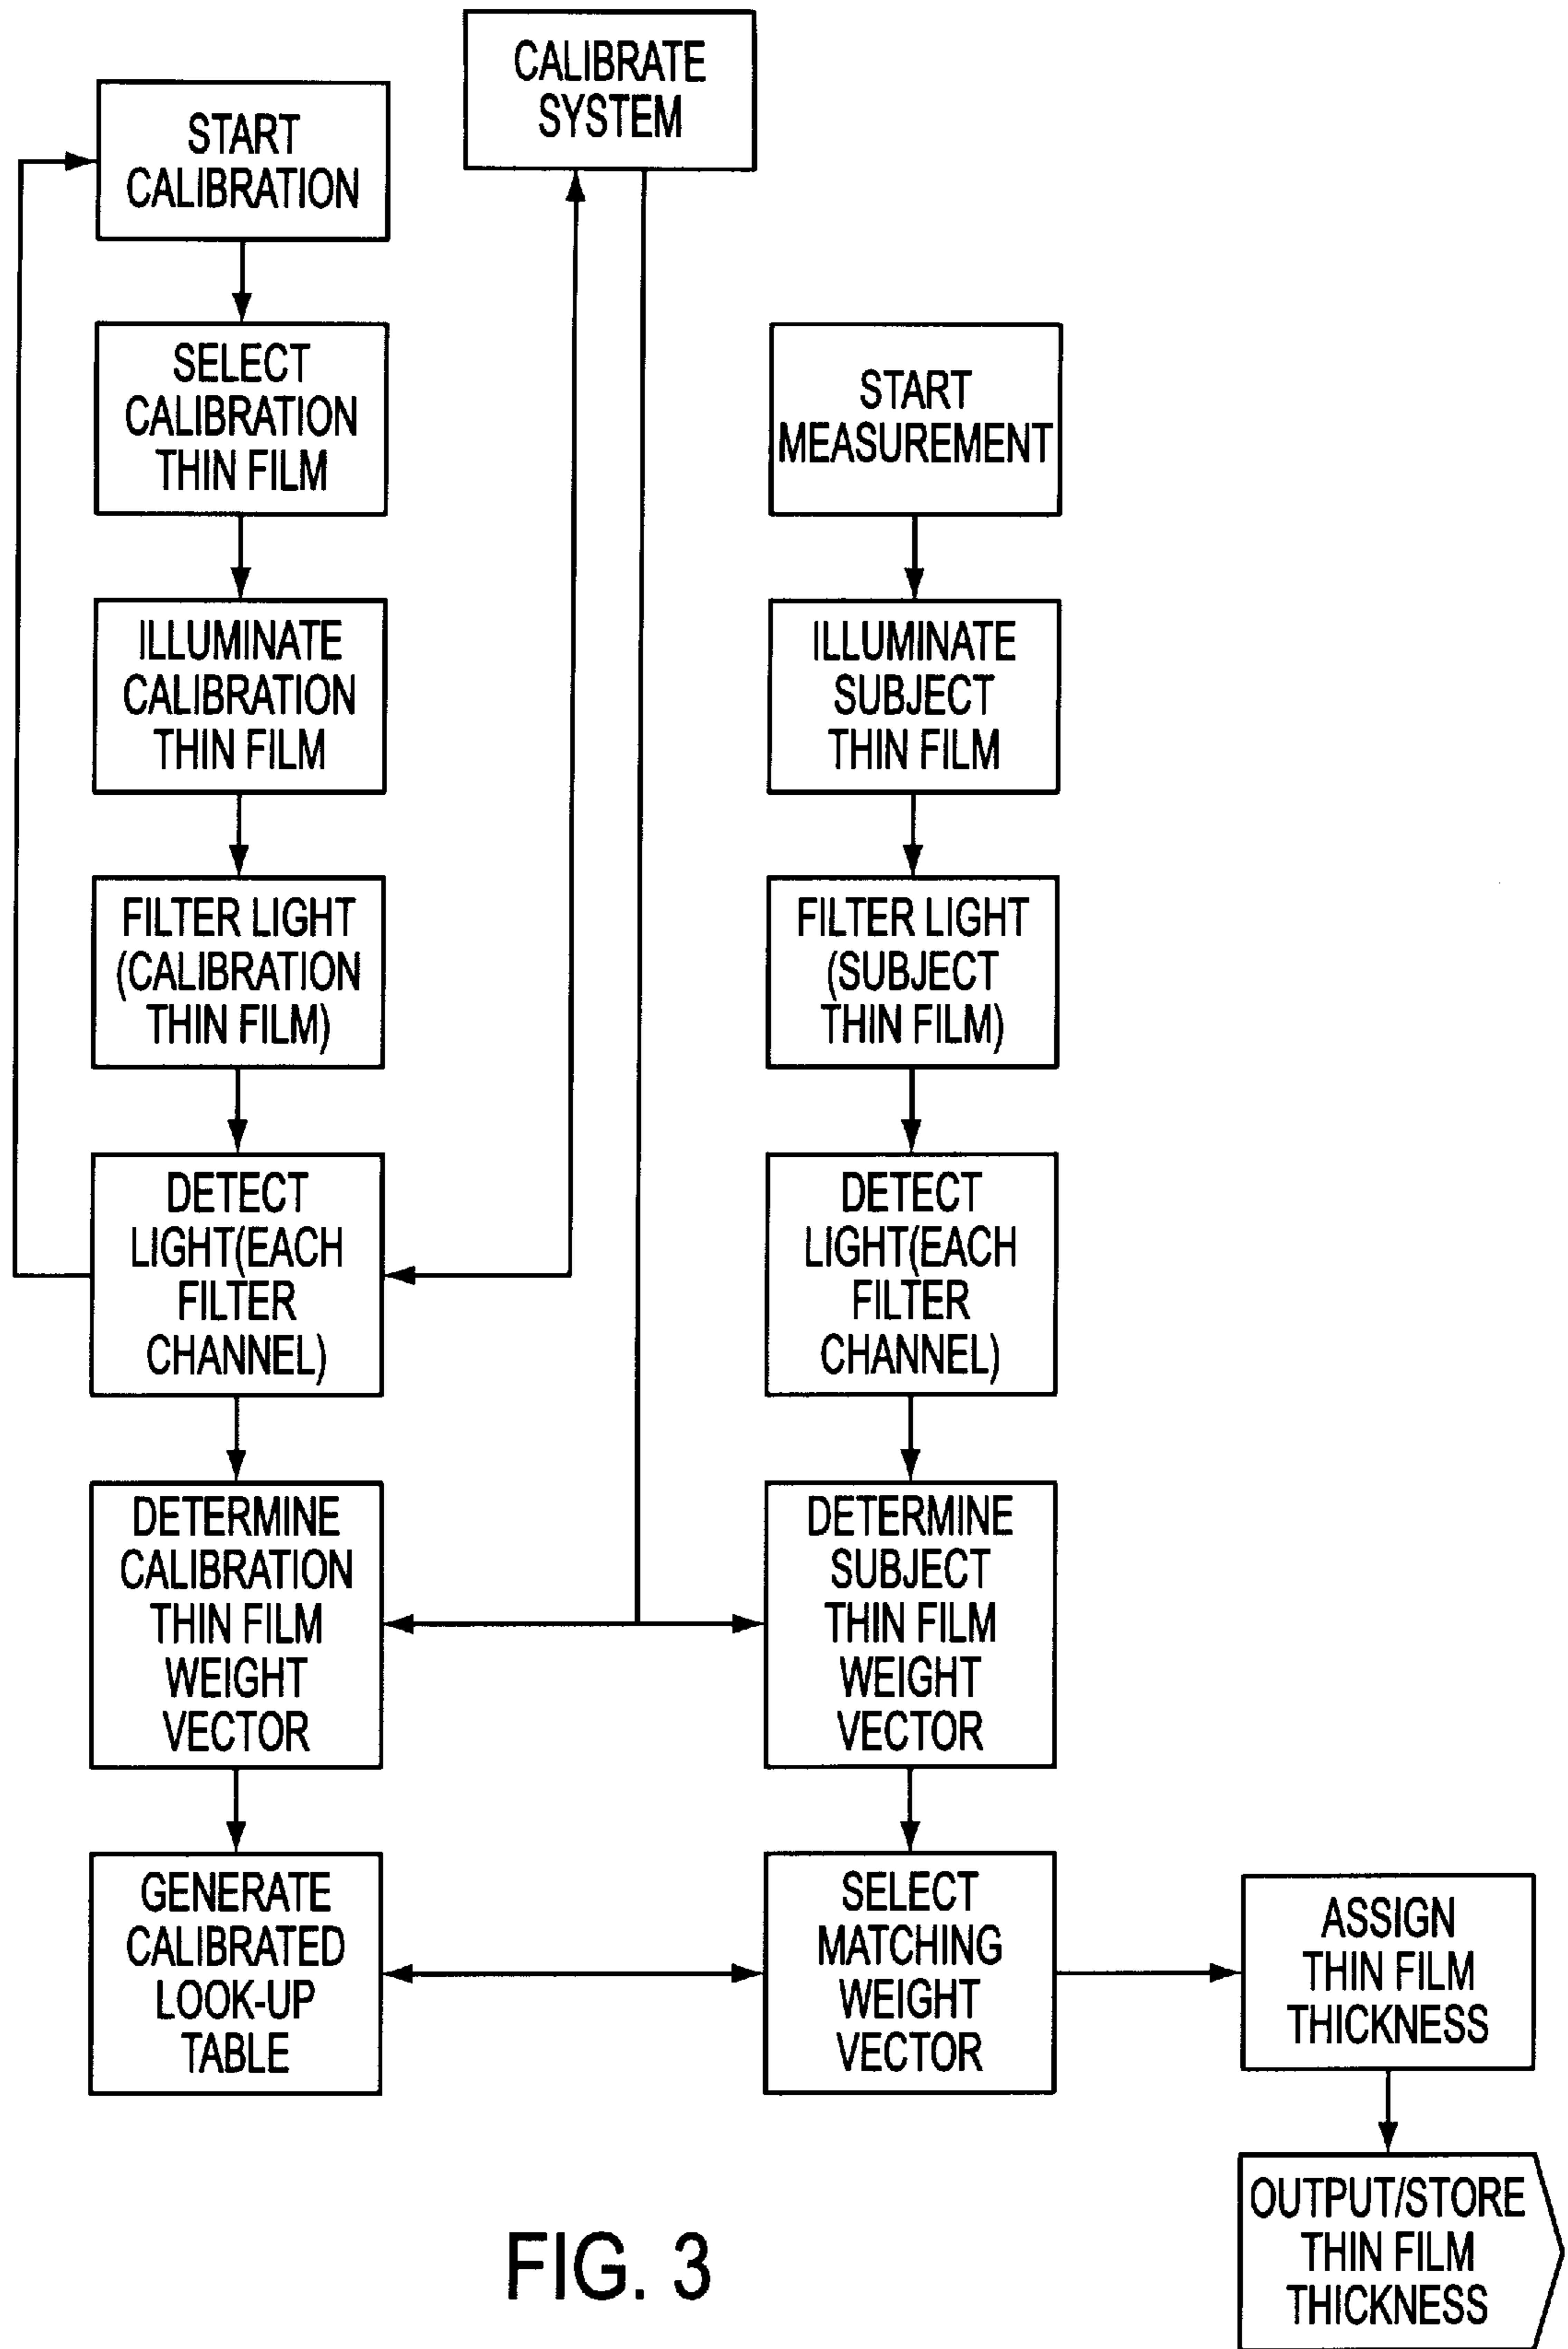 CALIBRATE
SYSTEM
START
CALIBRATION
SELECT
CALIBRATION
THIN FILM
ILLUMINATE
CALIBRATION
THIN FILM
FILTER LIGHT
(CALIBRATION
THIN FILM)
DETECT
LIGHT(EACH
FILTER
CHANNEL)
DETERMINE
CALIBRATION
THIN FILM
WEIGHT
VECTOR
GENERATE
CALIBRATED
LOOK-UP
TABLE
START
MEASUREMENT
ILLUMINATE
SUBJECT
THIN FILM
FILTER LIGHT
(SUBJECT
THIN FILM)
DETECT
LIGHT(EACH
FILTER
CHANNEL)
DETERMINE
SUBJECT
THIN FILM
WEIGHT
VECTOR
SELECT
MATCHING
WEIGHT
VECTOR
ASSIGN
THIN FILM
THICKNESS
OUTPUT/STORE
THIN FILM
THICKNESS
FIG. 3